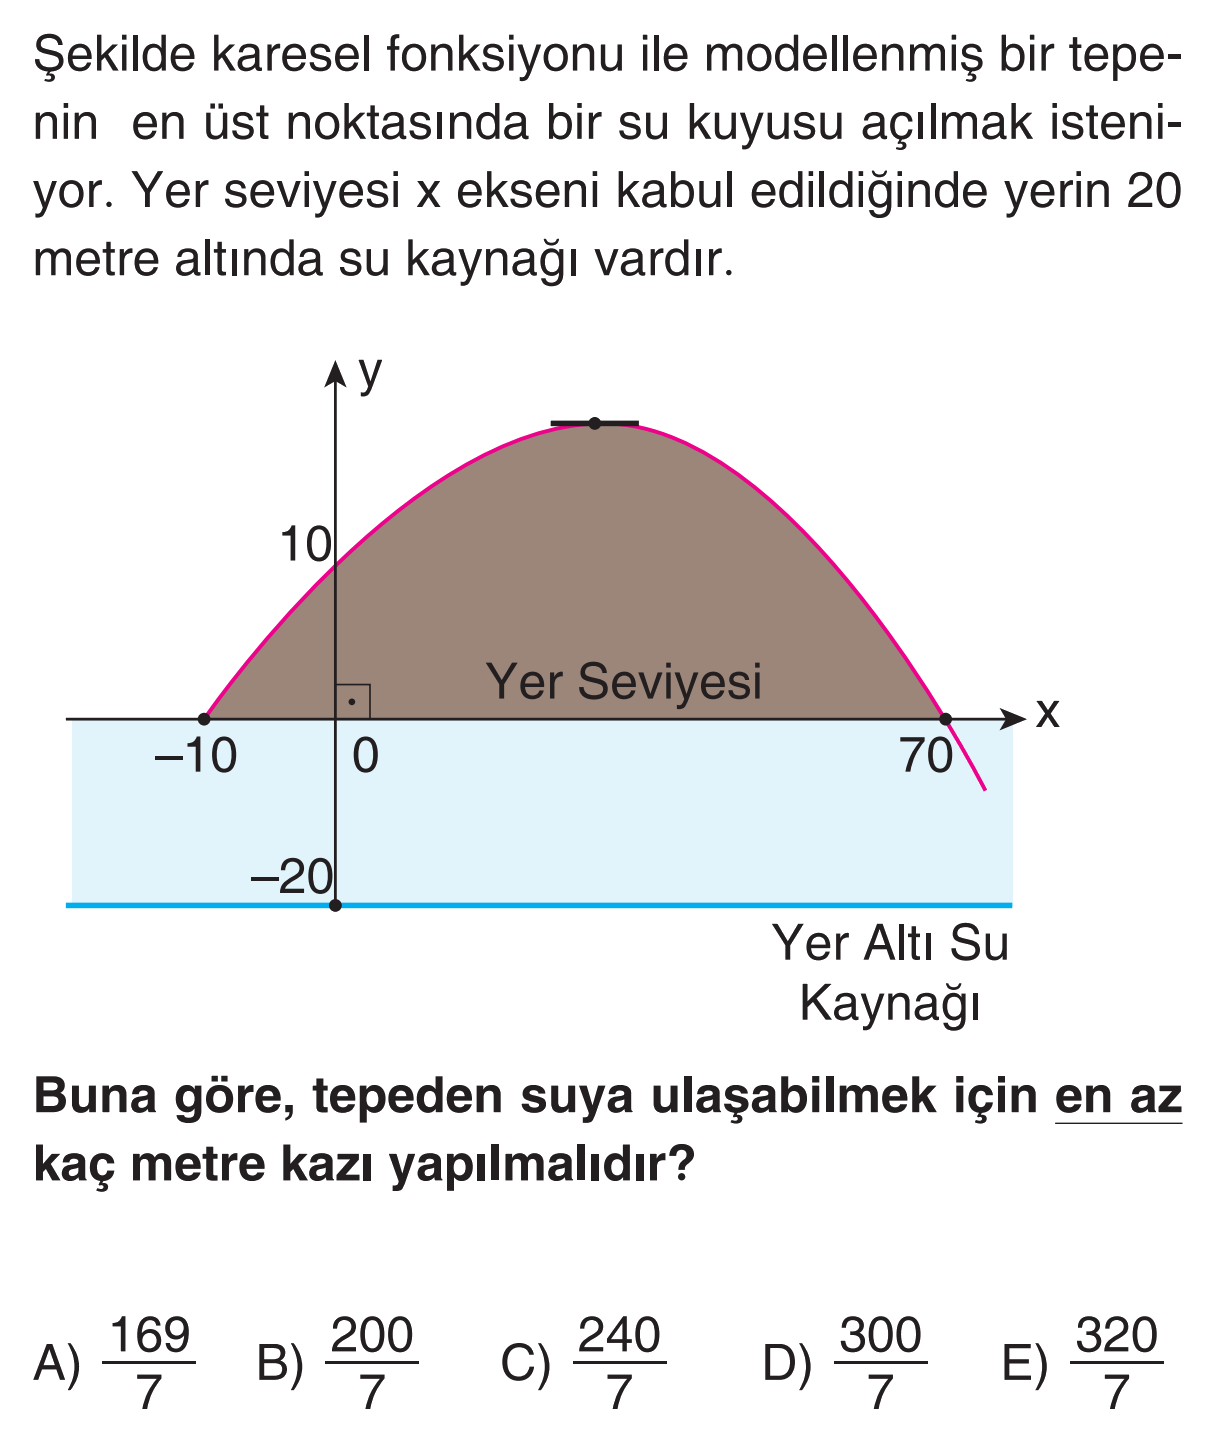 Şekilde karesel fonksiyonu ile modellenmiş bir tepe-
nin en üst noktasında bir su kuyusu açılmak isteni-
yor. Yer seviyesi x ekseni kabul edildiğinde yerin 20
metre altında su kaynağı vardır.
y
10
Yer Seviyesi
x
–10 0 70
–20
Yer Altı Su
Kaynağı
Buna göre, tepeden suya ulaşabilmek için en az
kaç metre kazı yapılmalıdır?
A) 169/7 B) 200/7 C) 240/7 D) 300/7 E) 320/7